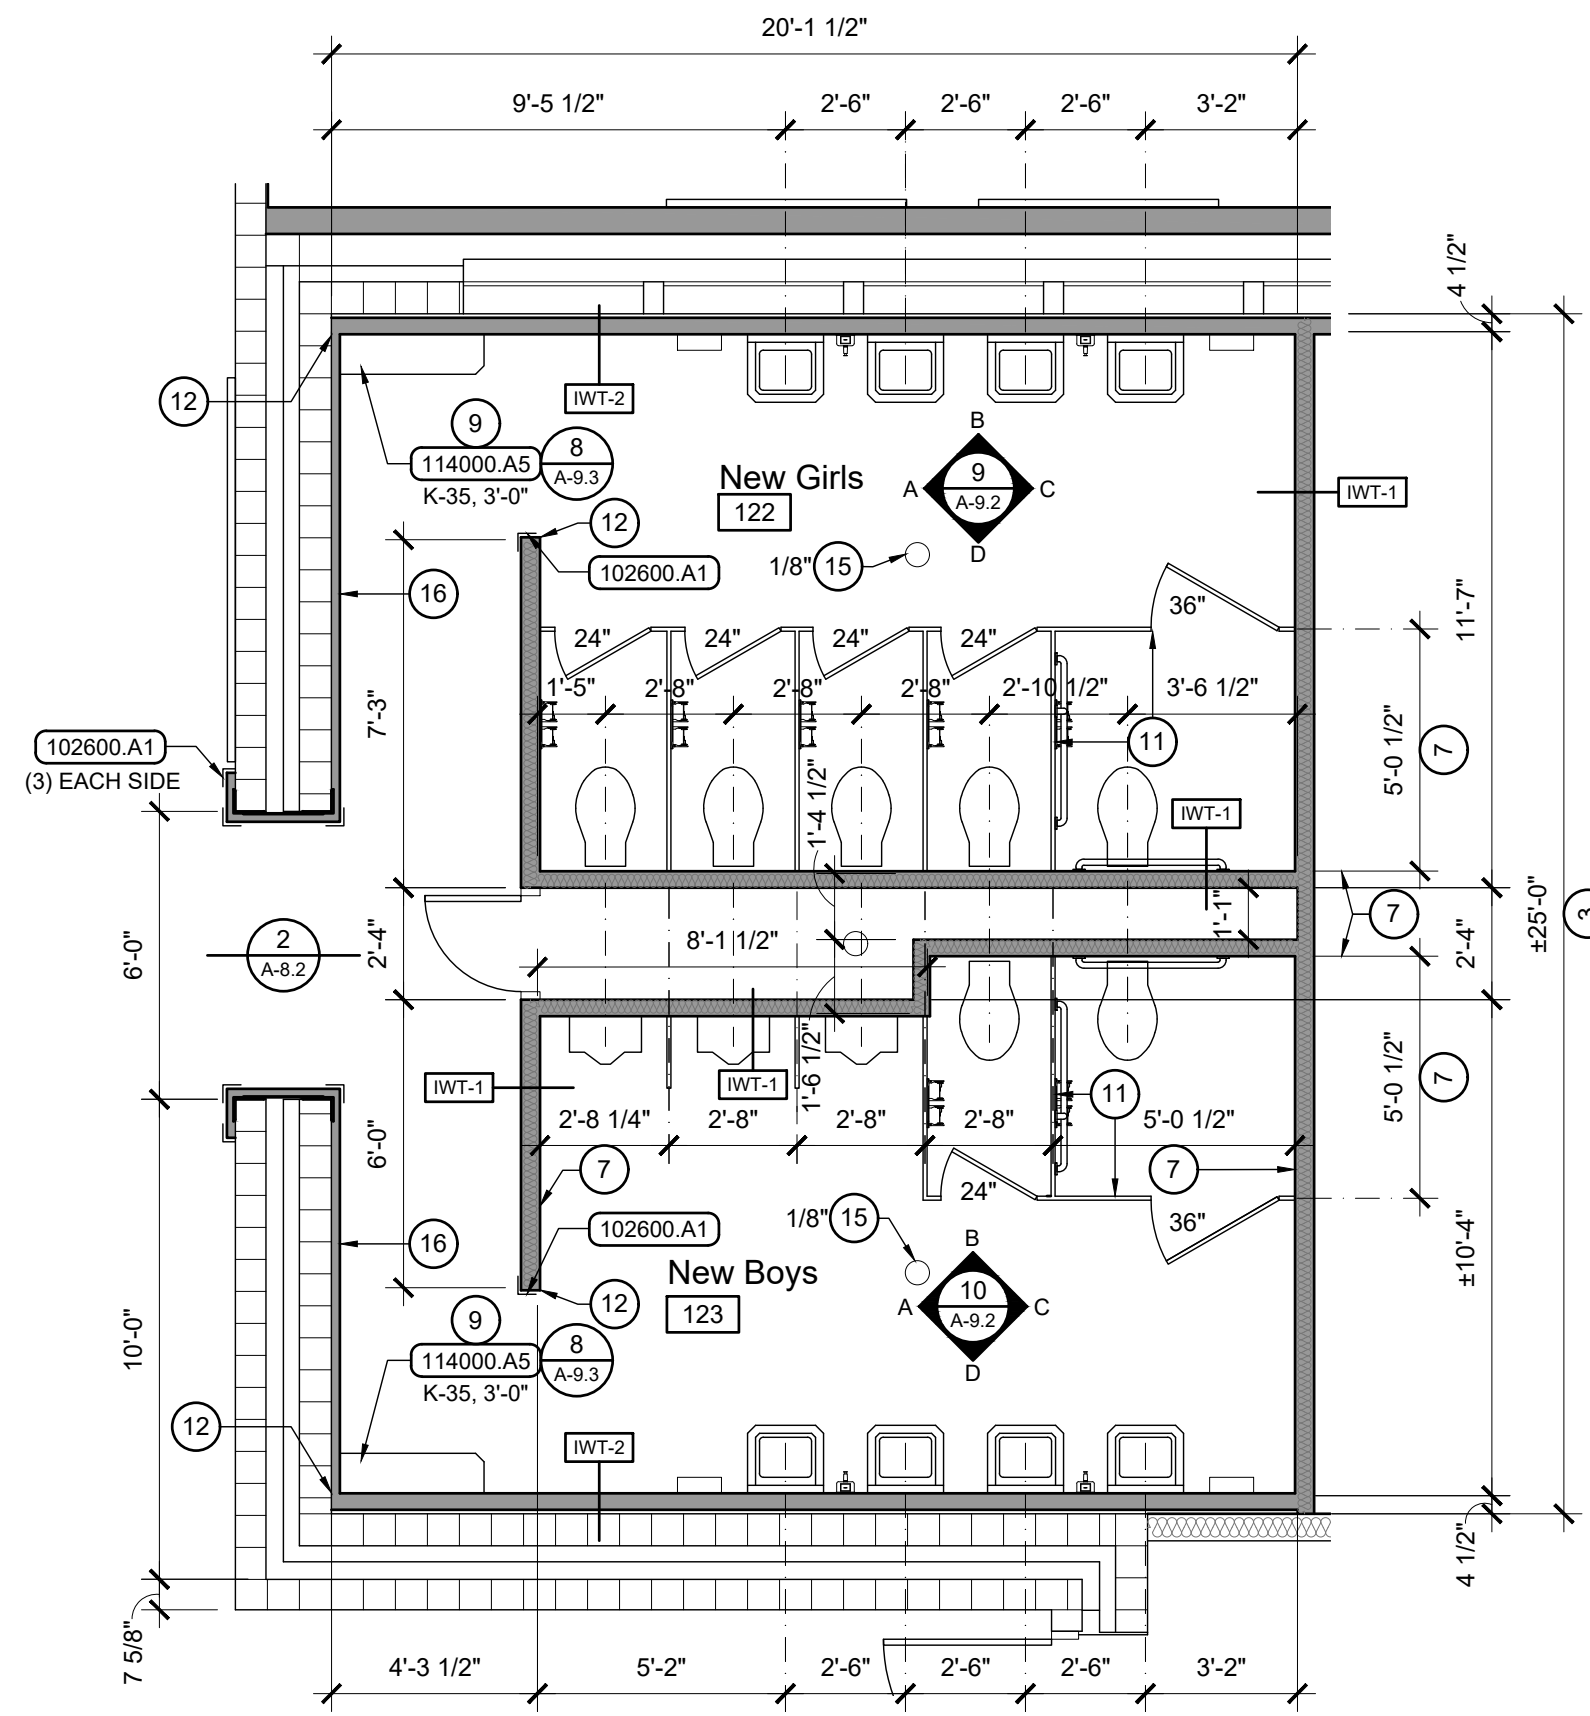 20'-1 1/2"
9'-5 1/2"
2'-6"
2'-6"
2'-6"
3'-2"
4 1/2"
12
IWT-2
9
114000.A5
8
A-9.3
K-35, 3'-0"
New Girls
122
B
A
9
A-9.2
C
D
IWT-1
12
102600.A1
1/8"
15
16
36"
11'-7"
24"
24"
24"
24"
1'-5"
2'-8"
2'-8"
2'-8"
2'-10 1/2"
3'-6 1/2"
7'-3"
11
5'-0 1/2"
7
102600.A1
(3) EACH SIDE
1'-4 1/2"
IWT-1
2
A-8.2
6'-0"
2'-4"
8'-1 1/2"
1'-1"
7
2'-4"
±25'-0"
3
IWT-1
IWT-1
1'-6 1/2"
11
5'-0 1/2"
7
2'-8 1/4"
2'-8"
2'-8"
2'-8"
5'-0 1/2"
6'-0"
7
7
24"
36"
102600.A1
1/8"
15
16
New Boys
123
B
A
10
A-9.2
C
D
±10'-4"
12
9
114000.A5
8
A-9.3
K-35, 3'-0"
10'-0"
12
IWT-2
4 1/2"
7 5/8"
4'-3 1/2"
5'-2"
2'-6"
2'-6"
2'-6"
3'-2"